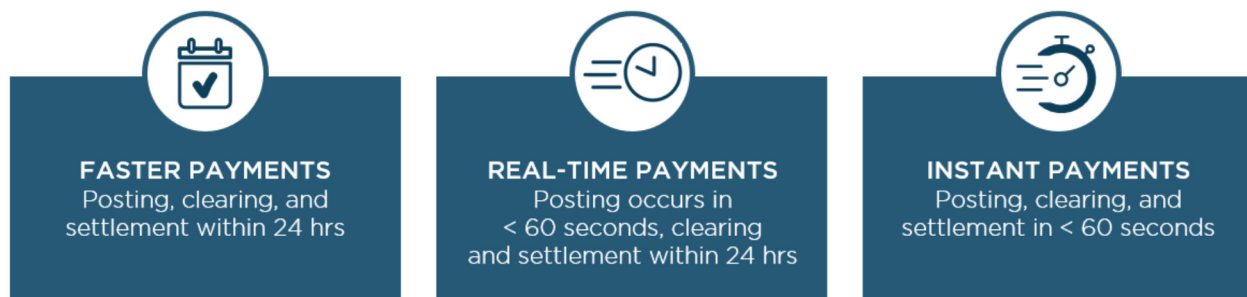 FASTER PAYMENTS
Posting, clearing, and
settlement within 24 hrs
REAL-TIME PAYMENTS
Posting occurs in
< 60 seconds, clearing
and settlement within 24 hrs
INSTANT PAYMENTS
Posting, clearing, and
settlement in < 60 seconds